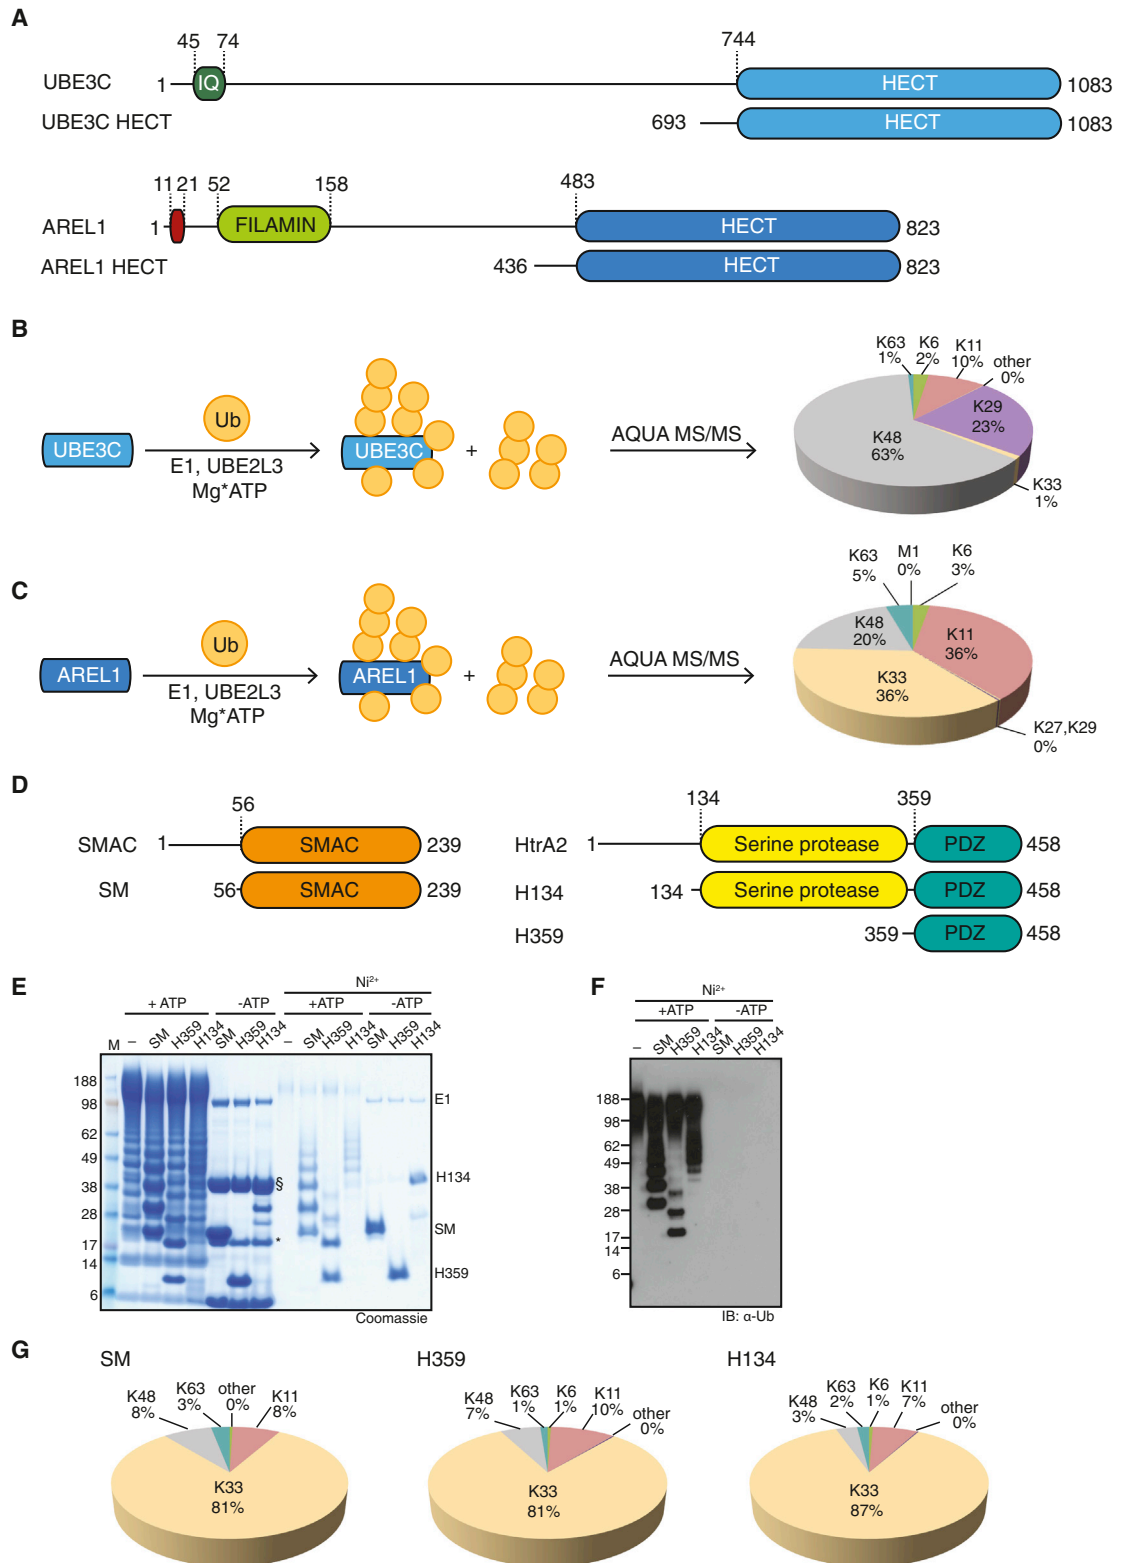 A
45 74 744
UBE3C 1 IQ HECT 1083
UBE3C HECT 693 HECT 1083
11 21 52 158 483
AREL1 1 FILAMIN HECT 823
AREL1 HECT 436 HECT 823
B
UBE3C
Ub
E1, UBE2L3
Mg*ATP
UBE3C
+
AQUA MS/MS
K63
1%
K6
2%
K11
10%
other
0%
K29
23%
K48
63%
K33
1%
C
AREL1
Ub
E1, UBE2L3
Mg*ATP
AREL1
+
AQUA MS/MS
K63
5%
M1
0%
K6
3%
K48
20%
K11
36%
K33
36%
K27,K29
0%
D
56
SMAC 1 SMAC 239
SM 56 SMAC 239
134 359
HtrA2 1 Serine protease PDZ 458
H134 134 Serine protease PDZ 458
H359 359 PDZ 458
E
Ni²⁺
+ ATP -ATP +ATP -ATP
M – SM H359 H134 SM H359 H134 – SM H359 H134 SM H359 H134
188
98
62
49
38
28
17
14
6
§
*
E1
H134
SM
H359
Coomassie
F
Ni²⁺
+ATP -ATP
– SM H359 H134 SM H359 H134
188
98
62
49
38
28
17
14
6
IB: α-Ub
G
SM
K48
8%
K63
3%
other
0%
K11
8%
K33
81%
H359
K48
7%
K63
1%
K6
1%
K11
10%
other
0%
K33
81%
H134
K48
3%
K63
2%
K6
1%
K11
7%
other
0%
K33
87%